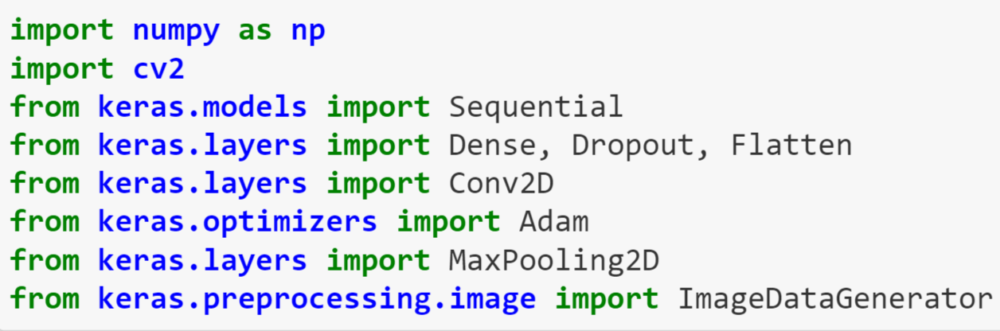 import numpy as np
import cv2
from keras.models import Sequential
from keras.layers import Dense, Dropout, Flatten
from keras.layers import Conv2D
from keras.optimizers import Adam
from keras.layers import MaxPooling2D
from keras.preprocessing.image import ImageDataGenerator